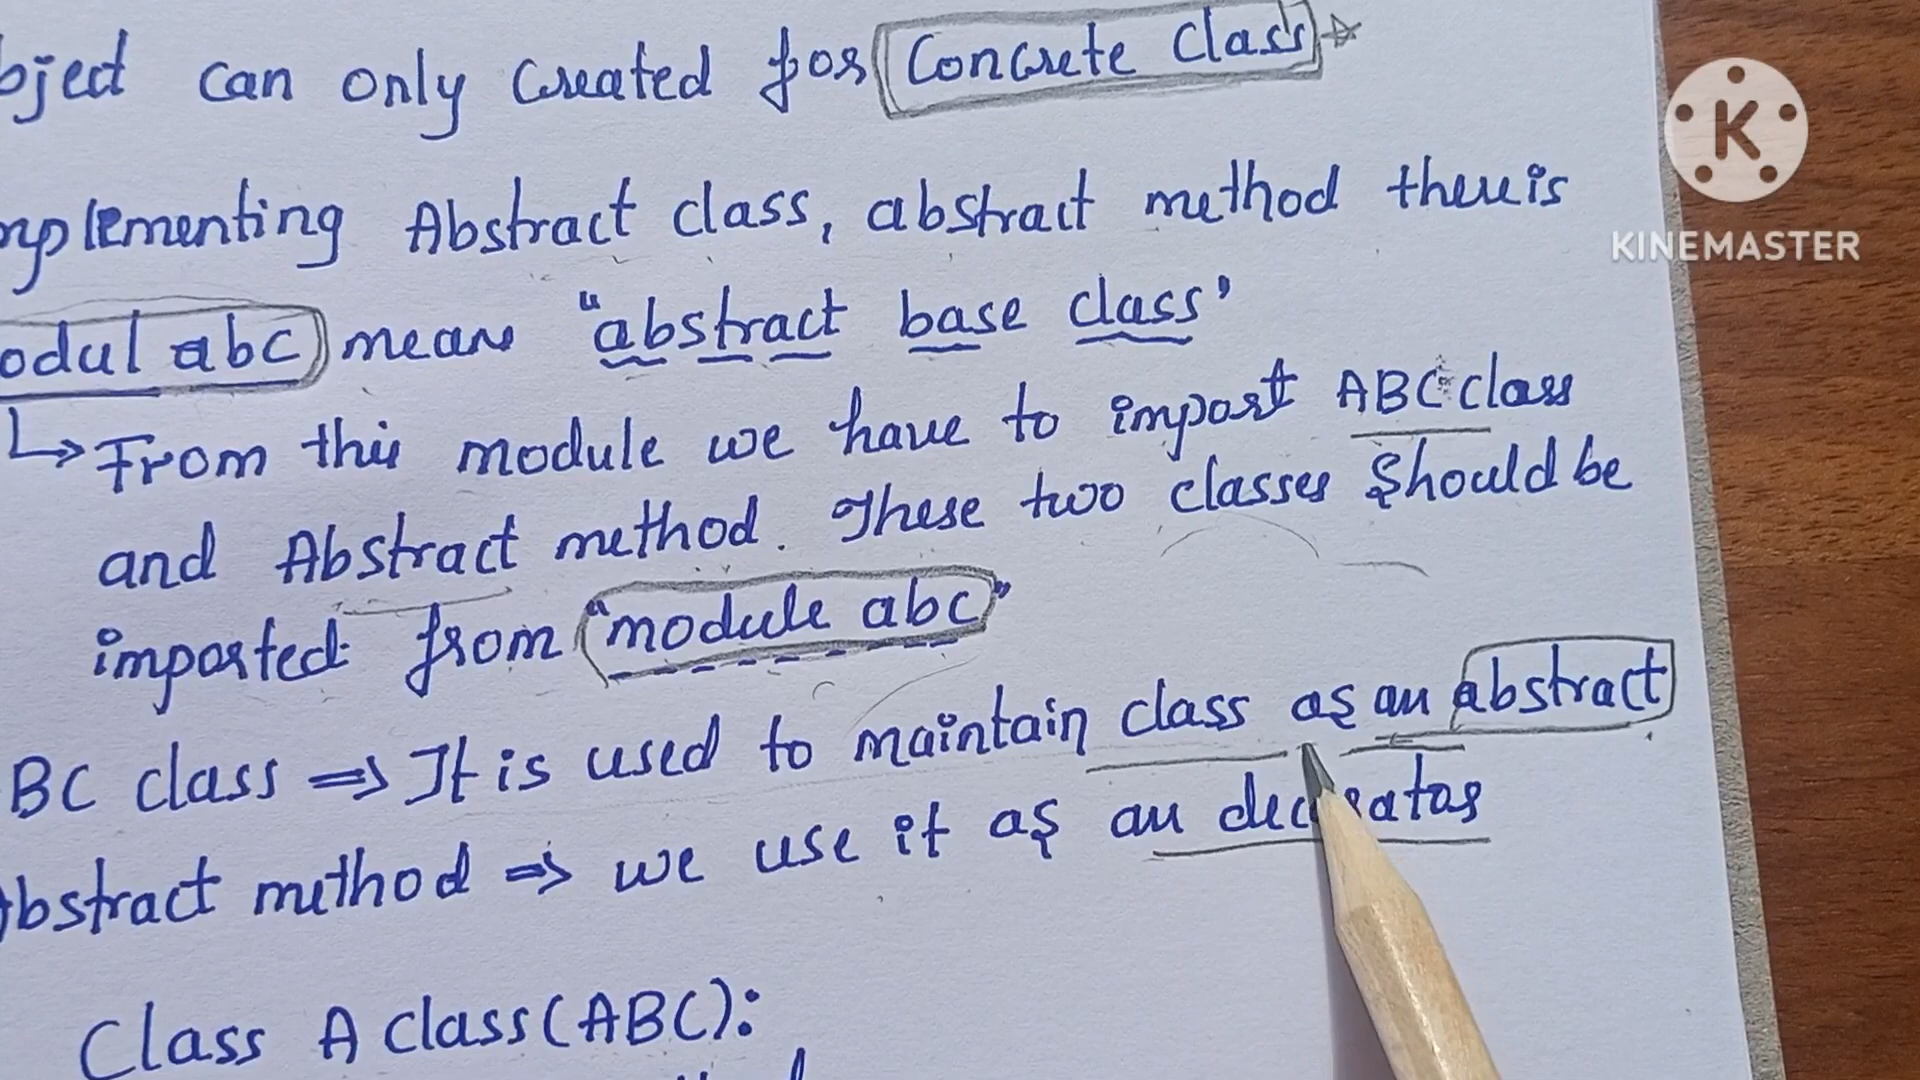 bject can only created for Concrete Class
mplementing Abstract class, abstract method there is
odul abc means "abstract base class"
From this module we have to import ABC class
and Abstract method. These two classes should be
imported from "module abc"
BC class ⇒ It is used to maintain class as an abstract
bstract method ⇒ we use it as an decorator
Class A class(ABC):
K
KINEMASTER